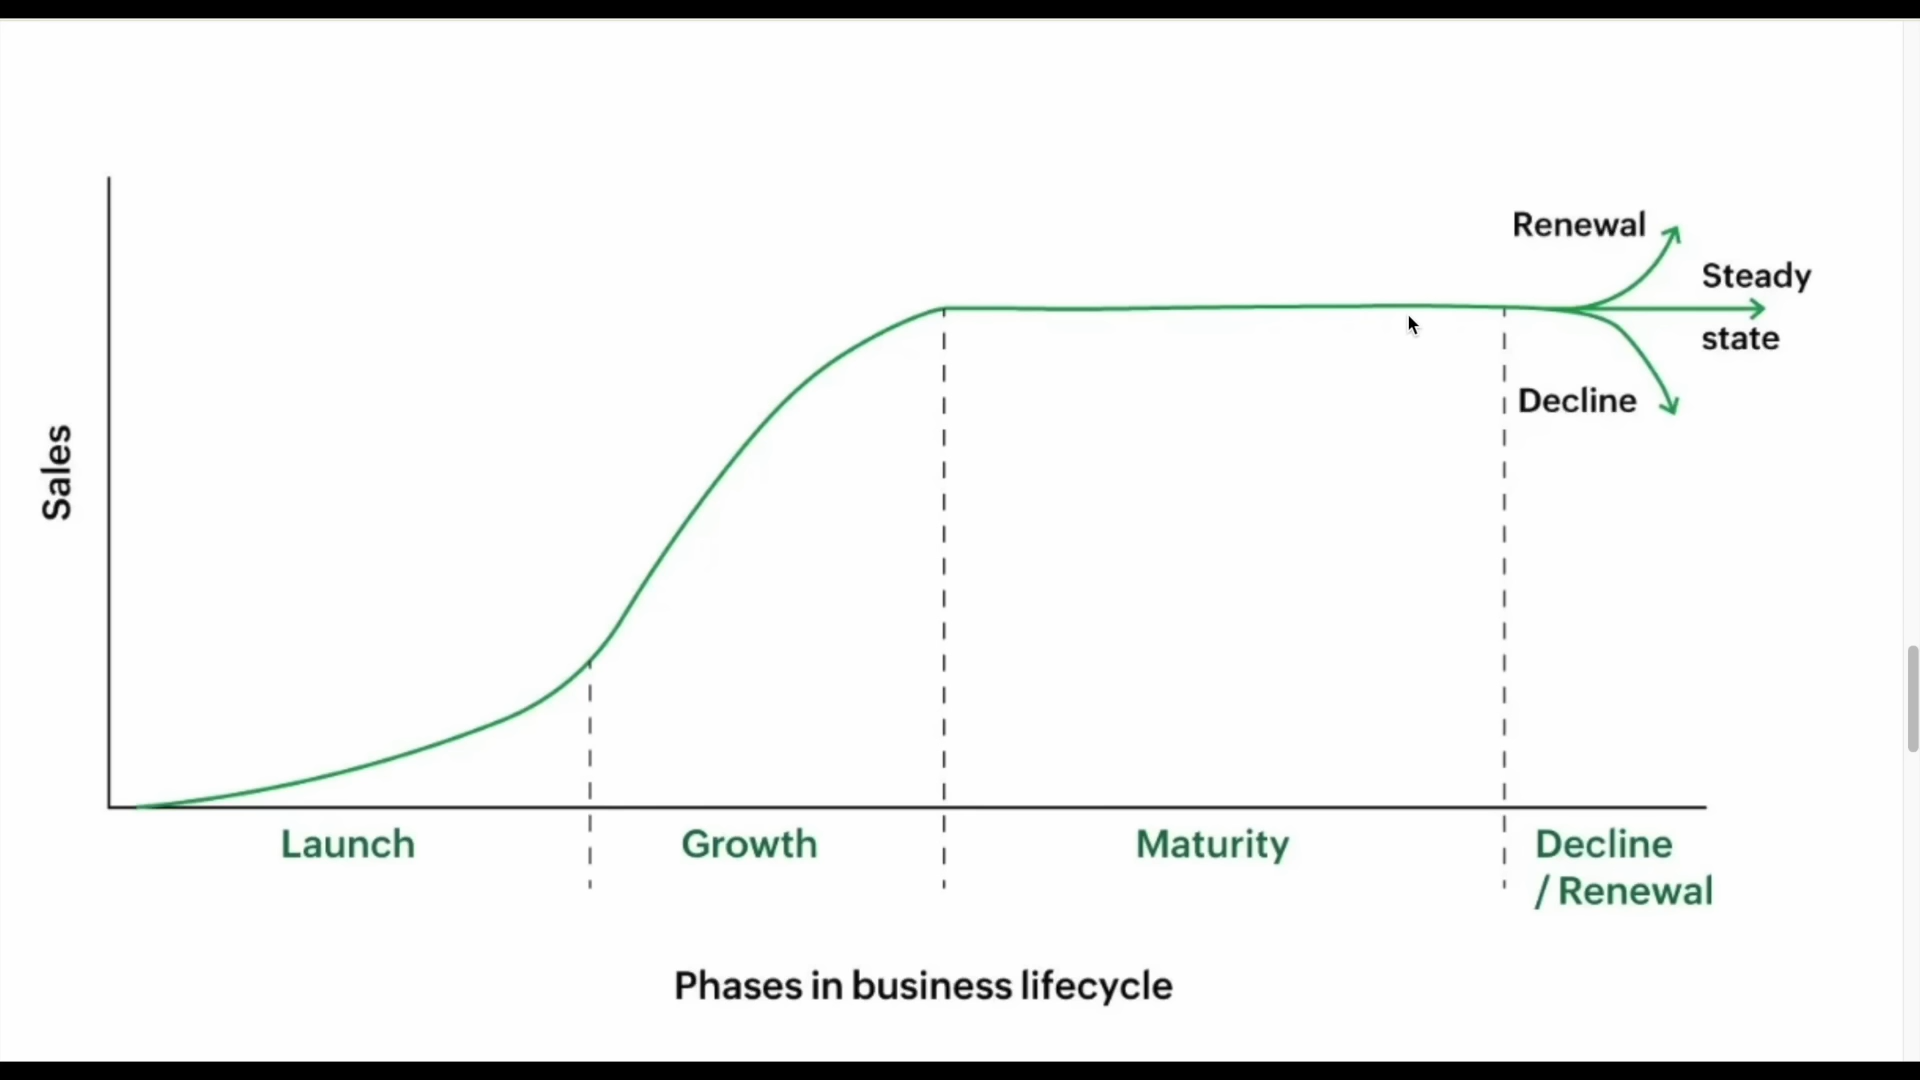 Renewal
Steady
state
Decline
Sales
Launch
Growth
Maturity
Decline
/ Renewal
Phases in business lifecycle